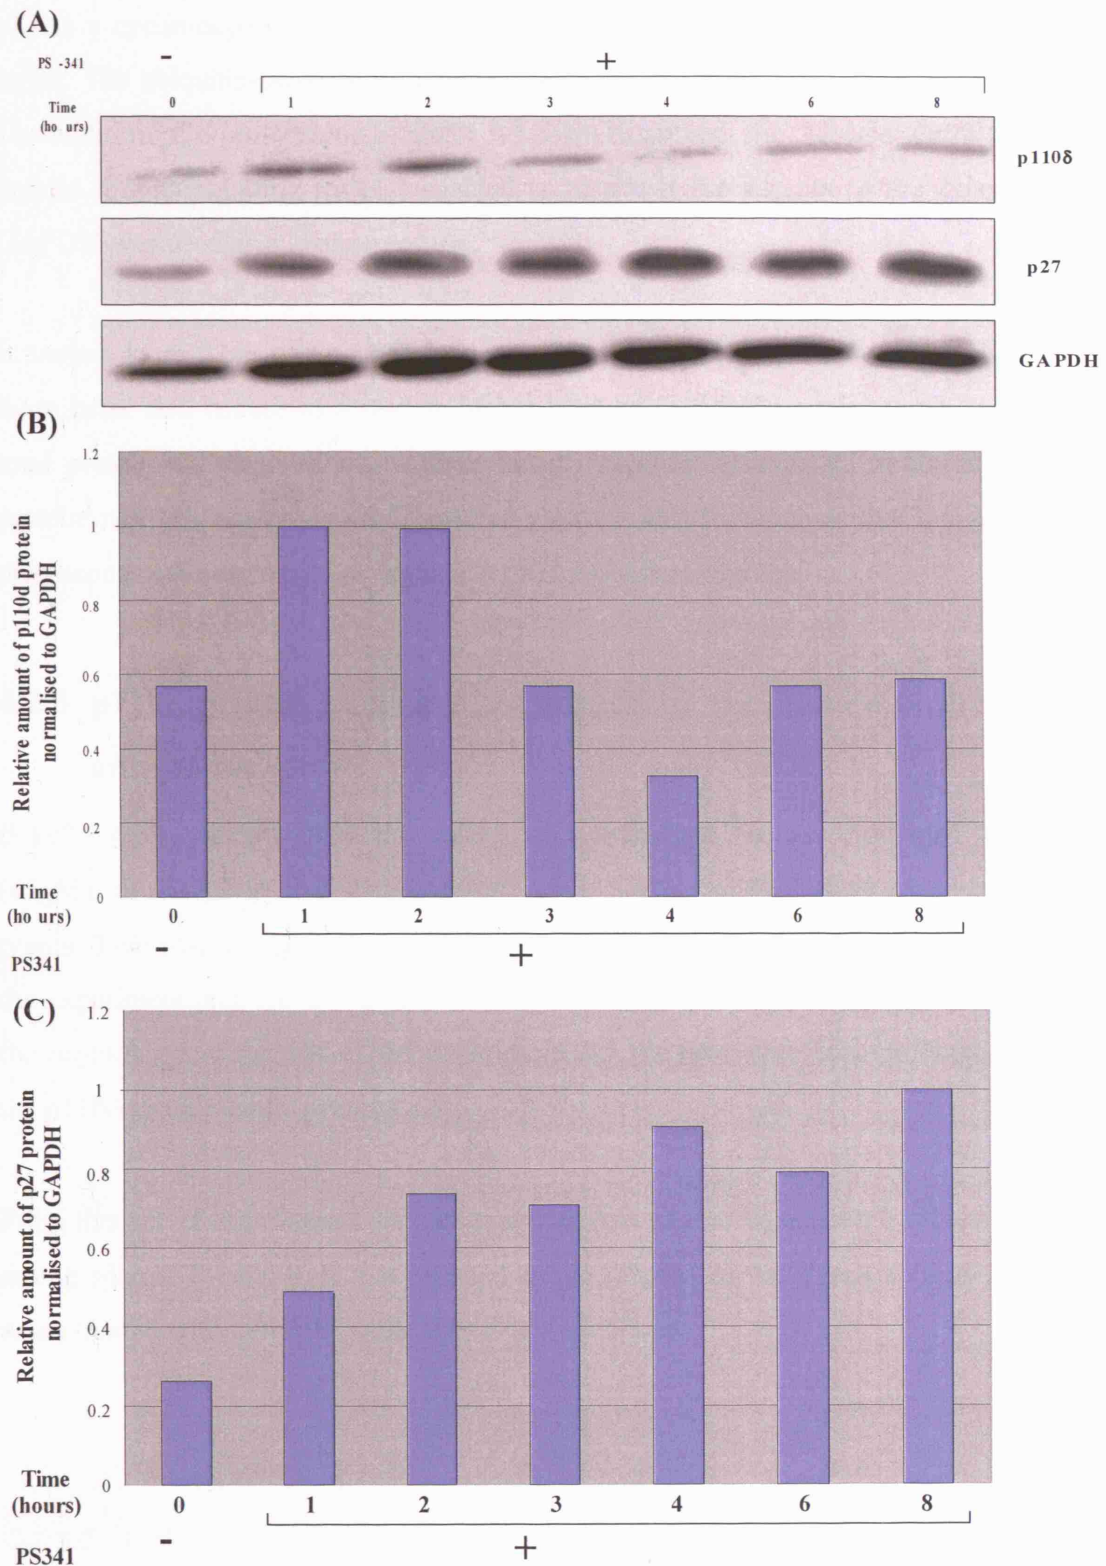 (A)
PS -341 - +
Time
(ho urs)
0 1 2 3 4 6 8
p110δ
p27
GAPDH
(B)
Relative amount of p110d protein
normalised to GAPDH
1.2
1
0.8
0.6
0.4
0.2
0
Time
(ho urs)
0 1 2 3 4 6 8
- +
PS341
(C)
Relative amount of p27 protein
normalised to GAPDH
1.2
1
0.8
0.6
0.4
0.2
0
Time
(hours)
0 1 2 3 4 6 8
- +
PS341